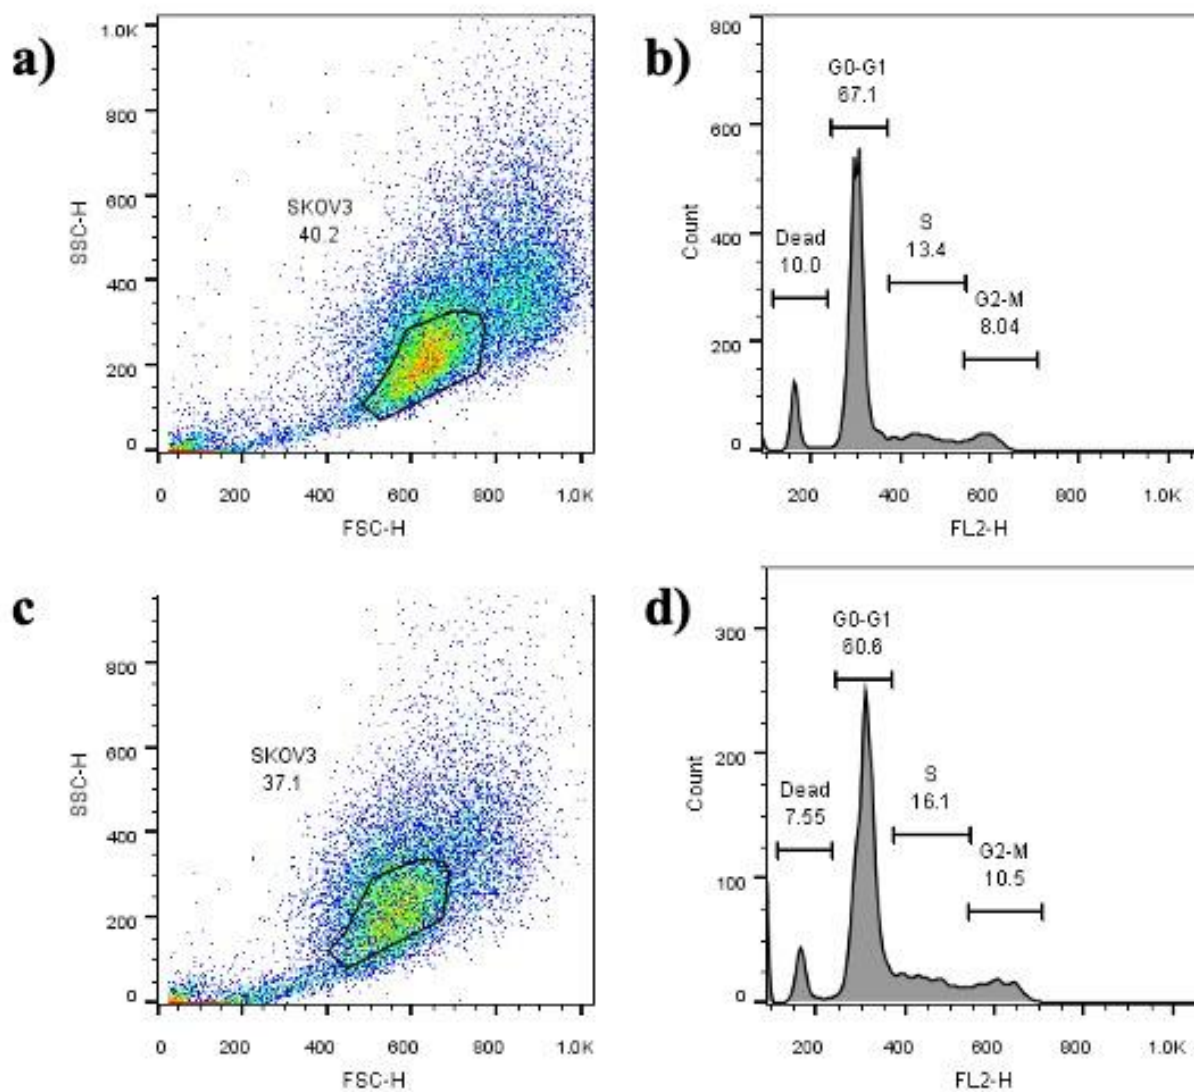 a)
1.0K
800
600
400
200
0
SSC-H
SKOV3
40.2
0 200 400 600 800 1.0K
FSC-H
b)
800
600
400
200
0
Count
G0-G1
67.1
Dead
10.0
S
13.4
G2-M
8.04
200 400 600 800 1.0K
FL2-H
c
800
600
400
200
0
SSC-H
SKOV3
37.1
0 200 400 600 800 1.0K
FSC-H
d)
300
200
100
0
Count
G0-G1
60.6
Dead
7.55
S
16.1
G2-M
10.5
200 400 600 800 1.0K
FL2-H